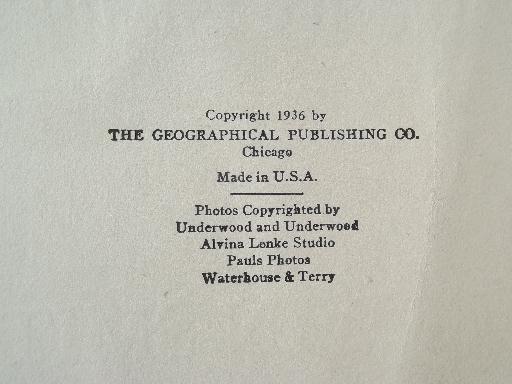 Copyright 1936 by
THE GEOGRAPHICAL PUBLISHING CO.
Chicago
Made in U.S.A.
Photos Copyrighted by
Underwood and Underwood
Alvina Lenke Studio
Pauls Photos
Waterhouse & Terry